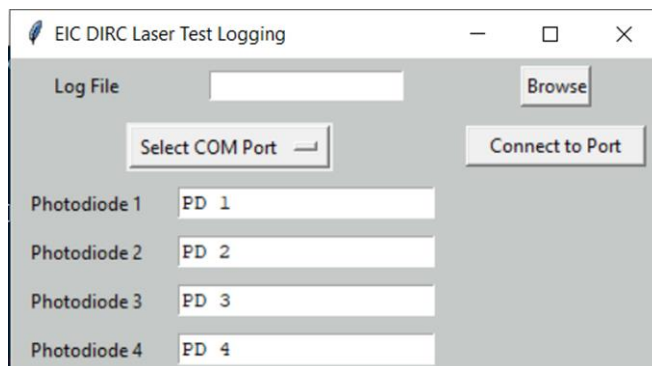 EIC DIRC Laser Test Logging
Log File Browse
Select COM Port Connect to Port
Photodiode 1 PD 1
Photodiode 2 PD 2
Photodiode 3 PD 3
Photodiode 4 PD 4